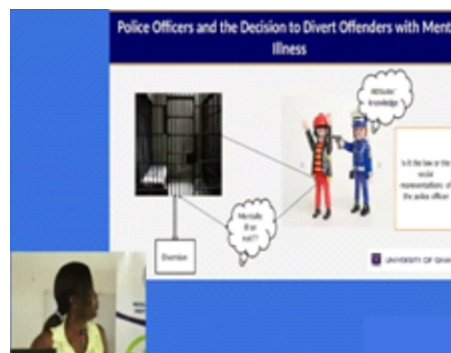 Police Officers and the Decision to Divert Offenders with Ment
Illness
Attitude/
knowledge
Is it the law or the
social
representations of
the police officer
Mentally
ill or
not??
Diversion
UNIVERSITY OF GHAN